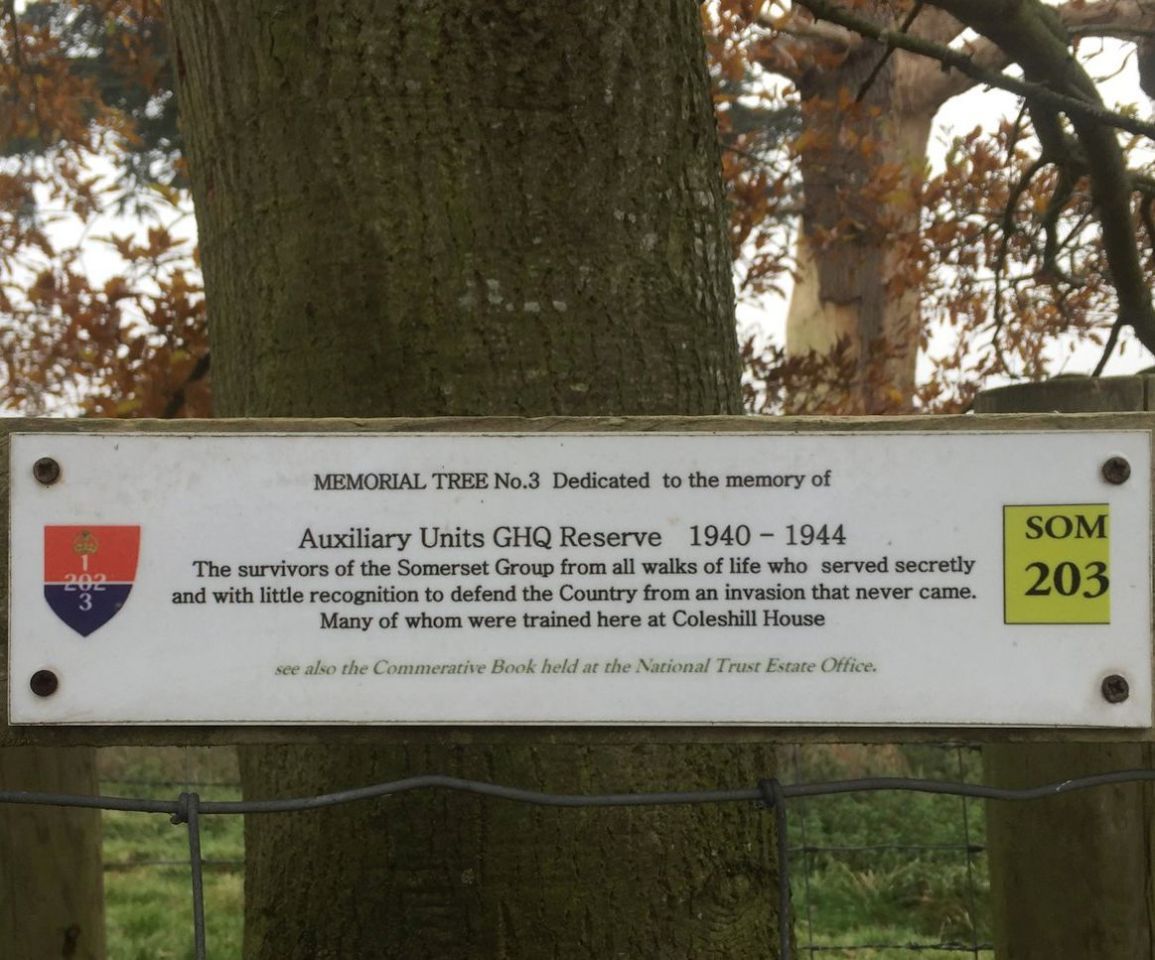 MEMORIAL TREE No.3 Dedicated to the memory of
Auxiliary Units GHQ Reserve 1940 - 1944
The survivors of the Somerset Group from all walks of life who served secretly
and with little recognition to defend the Country from an invasion that never came.
Many of whom were trained here at Coleshill House
see also the Commerative Book held at the National Trust Estate Office.
1
202
3
SOM
203